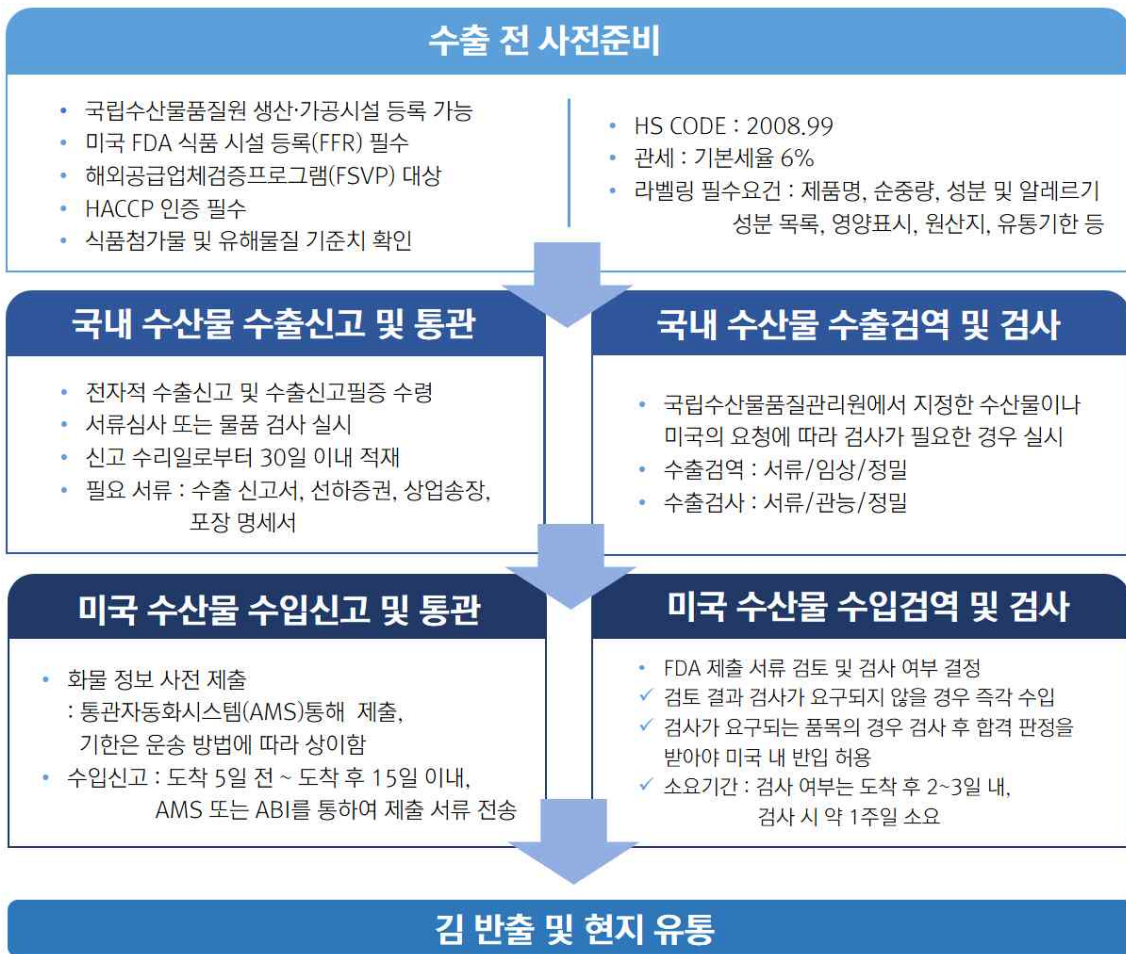 수출 전 사전준비
• 국립수산물품질원 생산·가공시설 등록 가능
• 미국 FDA 식품 시설 등록(FFR) 필수
• 해외공급업체검증프로그램(FSVP) 대상
• HACCP 인증 필수
• 식품첨가물 및 유해물질 기준치 확인
• HS CODE : 2008.99
• 관세 : 기본세율 6%
• 라벨링 필수요건 : 제품명, 순중량, 성분 및 알레르기
성분 목록, 영양표시, 원산지, 유통기한 등
국내 수산물 수출신고 및 통관
• 전자적 수출신고 및 수출신고필증 수령
• 서류심사 또는 물품 검사 실시
• 신고 수리일로부터 30일 이내 적재
• 필요 서류 : 수출 신고서, 선하증권, 상업송장,
포장 명세서
국내 수산물 수출검역 및 검사
• 국립수산물품질관리원에서 지정한 수산물이나
미국의 요청에 따라 검사가 필요한 경우 실시
• 수출검역 : 서류/임상/정밀
• 수출검사 : 서류/관능/정밀
미국 수산물 수입신고 및 통관
• 화물 정보 사전 제출
: 통관자동화시스템(AMS)통해 제출,
기한은 운송 방법에 따라 상이함
• 수입신고 : 도착 5일 전 ~ 도착 후 15일 이내,
AMS 또는 ABI를 통하여 제출 서류 전송
미국 수산물 수입검역 및 검사
• FDA 제출 서류 검토 및 검사 여부 결정
✓ 검토 결과 검사가 요구되지 않을 경우 즉각 수입
✓ 검사가 요구되는 품목의 경우 검사 후 합격 판정을
받아야 미국 내 반입 허용
✓ 소요기간 : 검사 여부는 도착 후 2~3일 내,
검사 시 약 1주일 소요
김 반출 및 현지 유통